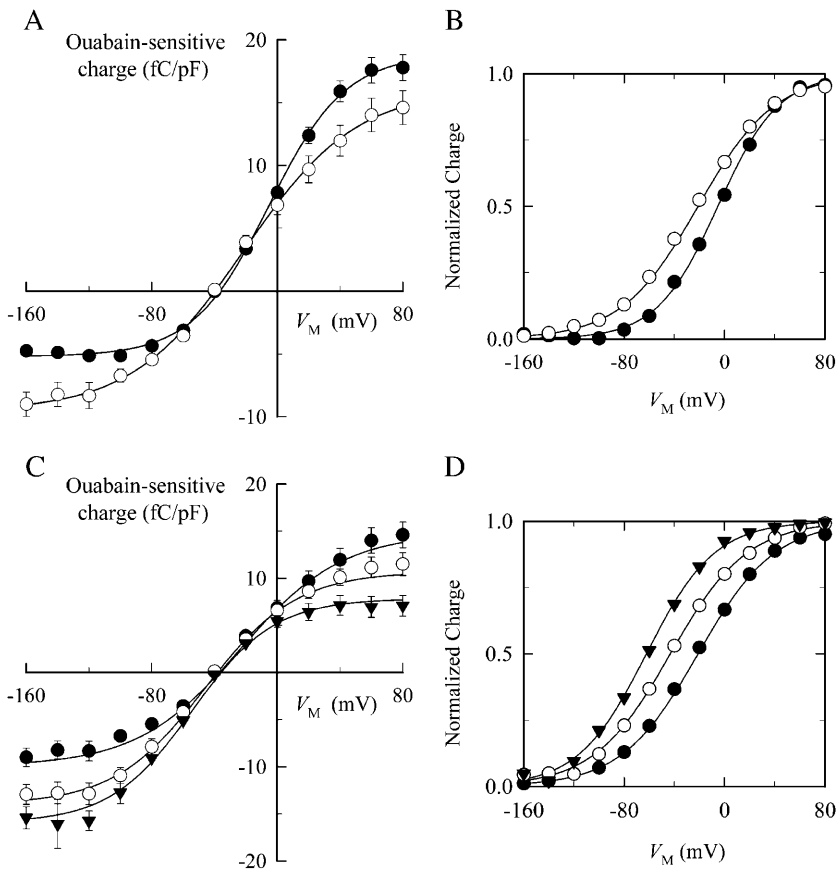 A
Ouabain-sensitive
charge (fC/pF)
20
10
-160
-80
V_M (mV)
80
-10
B
1.0
Normalized Charge
0.5
0.0
-160
-80
0
80
V_M (mV)
C
Ouabain-sensitive
charge (fC/pF)
20
10
-160
-80
V_M (mV)
80
-10
-20
D
1.0
Normalized Charge
0.5
0.0
-160
-80
0
80
V_M (mV)